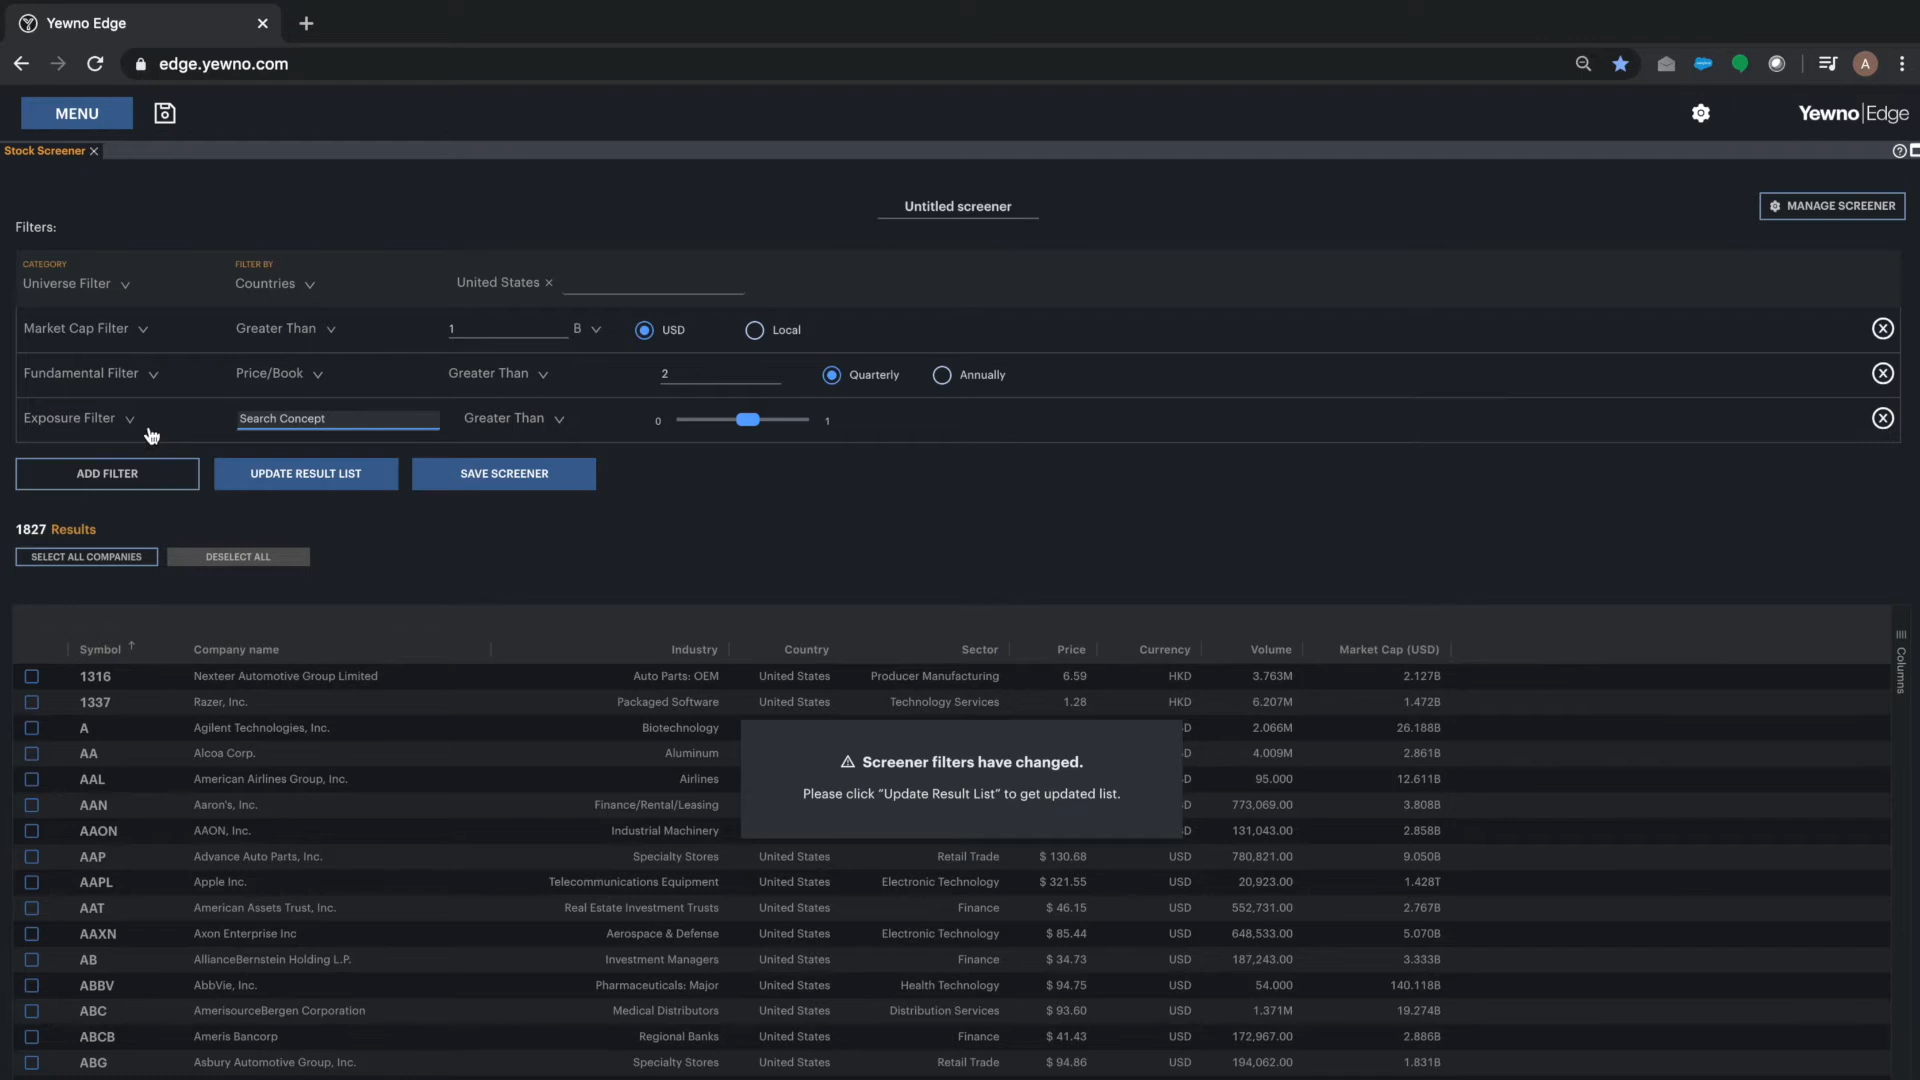 Yewno Edge
edge.yewno.com
A
MENU
Yewno|Edge
Stock Screener
Untitled screener
MANAGE SCREENER
Filters:
CATEGORY FILTER BY
Universe Filter Countries United States ×
Market Cap Filter Greater Than 1 B USD Local
Fundamental Filter Price/Book Greater Than 2 Quarterly Annually
Exposure Filter Search Concept Greater Than 0 1
ADD FILTER UPDATE RESULT LIST SAVE SCREENER
1827 Results
SELECT ALL COMPANIES DESELECT ALL
Symbol ↑ Company name Industry Country Sector Price Currency Volume Market Cap (USD)
Columns
1316 Nexteer Automotive Group Limited Auto Parts: OEM United States Producer Manufacturing 6.59 HKD 3.763M 2.127B
1337 Razer, Inc. Packaged Software United States Technology Services 1.28 HKD 6.207M 1.472B
A Agilent Technologies, Inc. Biotechnology D 2.066M 26.188B
AA Alcoa Corp. Aluminum D 4.009M 2.861B
AAL American Airlines Group, Inc. Airlines D 95.000 12.611B
AAN Aaron's, Inc. Finance/Rental/Leasing D 773,069.00 3.808B
AAON AAON, Inc. Industrial Machinery D 131,043.00 2.858B
Screener filters have changed.
Please click “Update Result List” to get updated list.
AAP Advance Auto Parts, Inc. Specialty Stores United States Retail Trade $ 130.68 USD 780,821.00 9.050B
AAPL Apple Inc. Telecommunications Equipment United States Electronic Technology $ 321.55 USD 20,923.00 1.428T
AAT American Assets Trust, Inc. Real Estate Investment Trusts United States Finance $ 46.15 USD 552,731.00 2.767B
AAXN Axon Enterprise Inc Aerospace & Defense United States Electronic Technology $ 85.44 USD 648,533.00 5.070B
AB AllianceBernstein Holding L.P. Investment Managers United States Finance $ 34.73 USD 187,243.00 3.333B
ABBV AbbVie, Inc. Pharmaceuticals: Major United States Health Technology $ 94.75 USD 54.000 140.118B
ABC AmerisourceBergen Corporation Medical Distributors United States Distribution Services $ 93.60 USD 1.371M 19.274B
ABCB Ameris Bancorp Regional Banks United States Finance $ 41.43 USD 172,967.00 2.886B
ABG Asbury Automotive Group, Inc. Specialty Stores United States Retail Trade $ 94.86 USD 194,062.00 1.831B